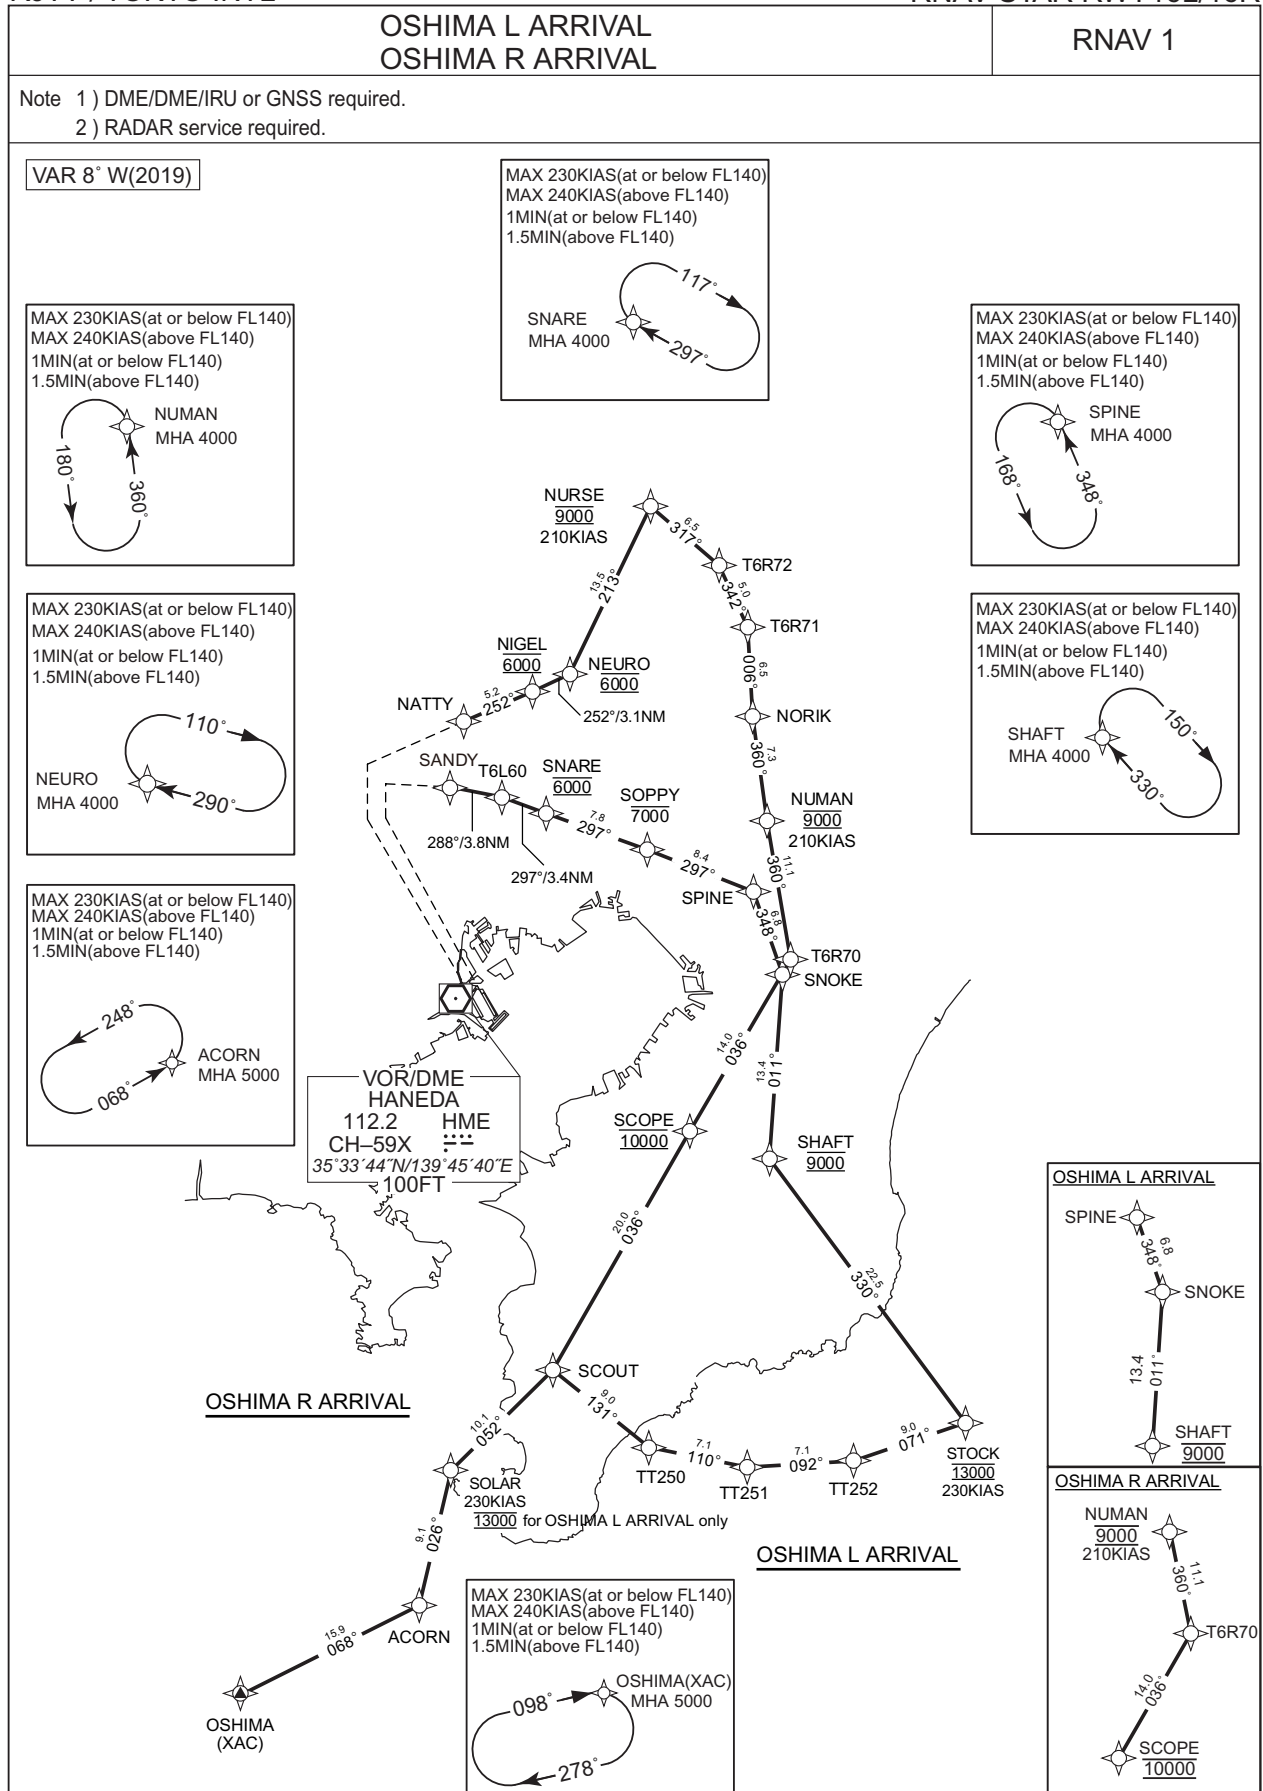 OSHIMA L ARRIVAL
OSHIMA R ARRIVAL
RNAV 1
Note 1 ) DME/DME/IRU or GNSS required.
2 ) RADAR service required.
VAR 8˚ W(2019)
MAX 230KIAS(at or below FL140)
MAX 240KIAS(above FL140)
1MIN(at or below FL140)
1.5MIN(above FL140)
117˚
SNARE
MHA 4000
297˚
MAX 230KIAS(at or below FL140)
MAX 240KIAS(above FL140)
1MIN(at or below FL140)
1.5MIN(above FL140)
NUMAN
MHA 4000
180˚
360˚
MAX 230KIAS(at or below FL140)
MAX 240KIAS(above FL140)
1MIN(at or below FL140)
1.5MIN(above FL140)
SPINE
MHA 4000
168˚
348˚
MAX 230KIAS(at or below FL140)
MAX 240KIAS(above FL140)
1MIN(at or below FL140)
1.5MIN(above FL140)
110˚
NEURO
MHA 4000
290˚
MAX 230KIAS(at or below FL140)
MAX 240KIAS(above FL140)
1MIN(at or below FL140)
1.5MIN(above FL140)
150˚
SHAFT
MHA 4000
330˚
MAX 230KIAS(at or below FL140)
MAX 240KIAS(above FL140)
1MIN(at or below FL140)
1.5MIN(above FL140)
248˚
ACORN
MHA 5000
068˚
NURSE
9000
210KIAS
6.5
317˚
T6R72
5.0
342˚
T6R71
13.5
213˚
6.5
006˚
NIGEL
6000
NEURO
6000
NATTY
5.2
252˚
252°/3.1NM
NORIK
7.3
360˚
SANDY
T6L60
SNARE
6000
SOPPY
7000
NUMAN
9000
210KIAS
288°/3.8NM
7.8
297˚
297°/3.4NM
8.4
297˚
11.1
360˚
SPINE
6.8
348˚
T6R70
SNOKE
14.0
036˚
13.4
011˚
VOR/DME
HANEDA
112.2 HME
CH–59X
35˚33´44˝N/139˚45´40˝E
100FT
SCOPE
10000
SHAFT
9000
20.0
036˚
22.5
330˚
SCOUT
OSHIMA R ARRIVAL
10.1
052˚
9.0
131˚
7.1
110˚
7.1
092˚
9.0
071˚
TT250
TT251
TT252
STOCK
13000
230KIAS
SOLAR
230KIAS
13000 for OSHIMA L ARRIVAL only
OSHIMA L ARRIVAL
9.1
026˚
ACORN
15.9
068˚
OSHIMA
(XAC)
MAX 230KIAS(at or below FL140)
MAX 240KIAS(above FL140)
1MIN(at or below FL140)
1.5MIN(above FL140)
098˚
OSHIMA(XAC)
MHA 5000
278˚
OSHIMA L ARRIVAL
SPINE
6.8
348˚
SNOKE
13.4
011˚
SHAFT
9000
OSHIMA R ARRIVAL
NUMAN
9000
210KIAS
11.1
360˚
T6R70
14.0
036˚
SCOPE
10000